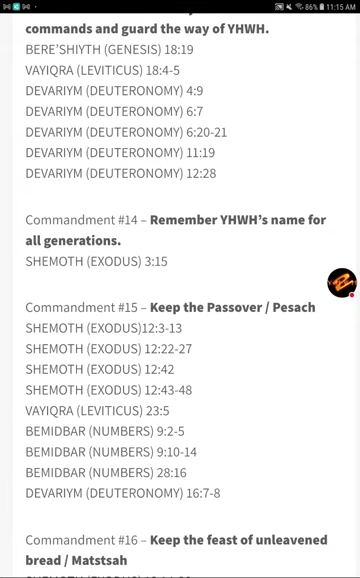 86% 11:15 AM
commands and guard the way of YHWH.
BERE'SHIYTH (GENESIS) 18:19
VAYIQRA (LEVITICUS) 18:4-5
DEVARIYM (DEUTERONOMY) 4:9
DEVARIYM (DEUTERONOMY) 6:7
DEVARIYM (DEUTERONOMY) 6:20-21
DEVARIYM (DEUTERONOMY) 11:19
DEVARIYM (DEUTERONOMY) 12:28
Commandment #14 – Remember YHWH's name for
all generations.
SHEMOTH (EXODUS) 3:15
Commandment #15 – Keep the Passover / Pesach
SHEMOTH (EXODUS)12:3-13
SHEMOTH (EXODUS) 12:22-27
SHEMOTH (EXODUS) 12:42
SHEMOTH (EXODUS) 12:43-48
VAYIQRA (LEVITICUS) 23:5
BEMIDBAR (NUMBERS) 9:2-5
BEMIDBAR (NUMBERS) 9:10-14
BEMIDBAR (NUMBERS) 28:16
DEVARIYM (DEUTERONOMY) 16:7-8
Commandment #16 – Keep the feast of unleavened
bread / Matstsah